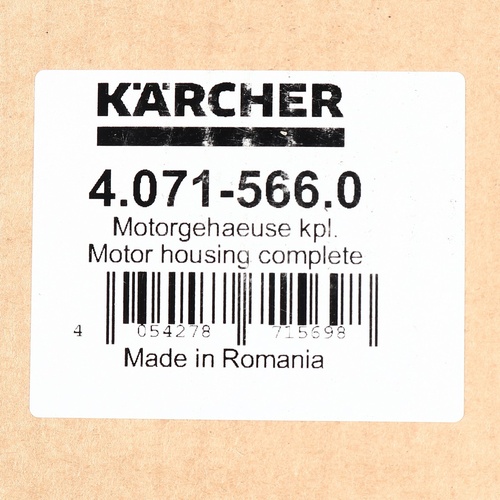 KÄRCHER
4.071-566.0
Motorgehaeuse kpl.
Motor housing complete
4 054278 715698
Made in Romania